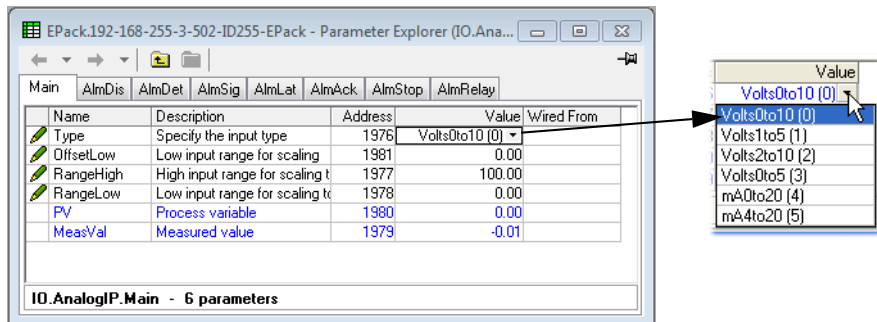 EPack.192-168-255-3-502-ID255-EPack - Parameter Explorer (IO.Ana...
Main AlmDis AlmDet AlmSig AlmLat AlmAck AlmStop AlmRelay
Name Description Address Value Wired From
Type Specify the input type 1976 Volts0to10 (0)
OffsetLow Low input range for scaling 1981 0.00
RangeHigh High input range for scaling t 1977 100.00
RangeLow Low input range for scaling to 1978 0.00
PV Process variable 1980 0.00
MeasVal Measured value 1979 -0.01
IO.AnalogIP.Main - 6 parameters
Value
Volts0to10 (0)
Volts0to10 (0)
Volts1to5 (1)
Volts2to10 (2)
Volts0to5 (3)
mA0to20 (4)
mA4to20 (5)